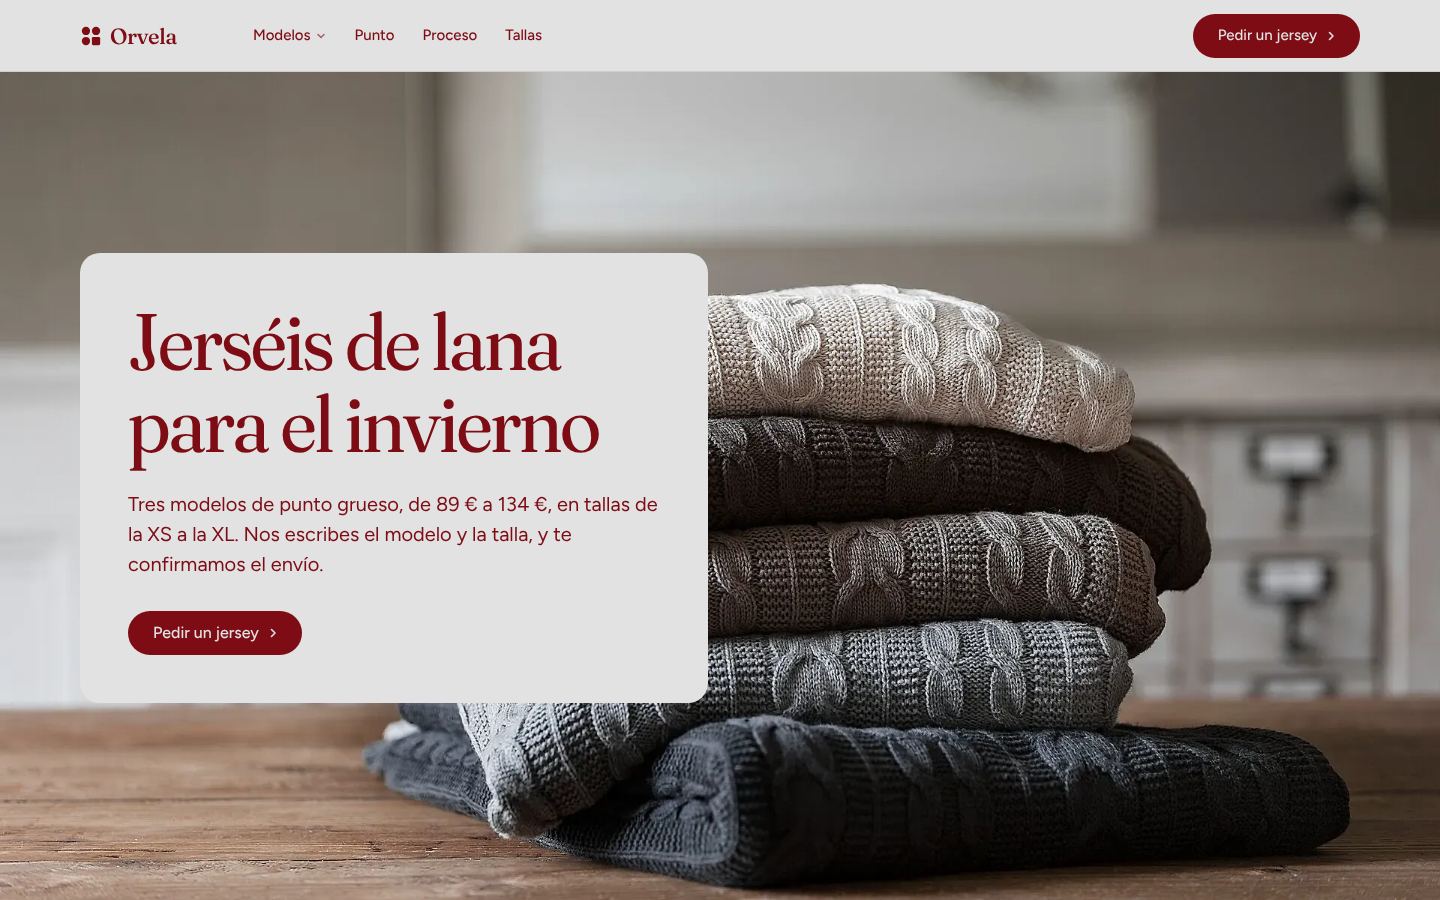 Orvela
Modelos
Punto
Proceso
Tallas
Pedir un jersey
Jerséis de lana
para el invierno
Tres modelos de punto grueso, de 89 € a 134 €, en tallas de
la XS a la XL. Nos escribes el modelo y la talla, y te
confirmamos el envío.
Pedir un jersey